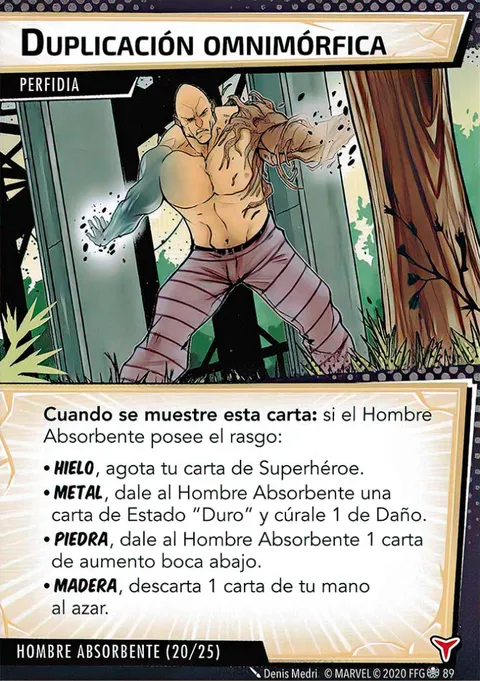 DUPLICACIÓN OMNIMÓRFICA
PERFIDIA
Cuando se muestre esta carta: si el Hombre
Absorbente posee el rasgo:
• HIELO, agota tu carta de Superhéroe.
• METAL, dale al Hombre Absorbente una
carta de Estado “Duro” y cúrale 1 de Daño.
• PIEDRA, dale al Hombre Absorbente 1 carta
de aumento boca abajo.
• MADERA, descarta 1 carta de tu mano
al azar.
HOMBRE ABSORBENTE (20/25)
Denis Medri © MARVEL © 2020 FFG 89